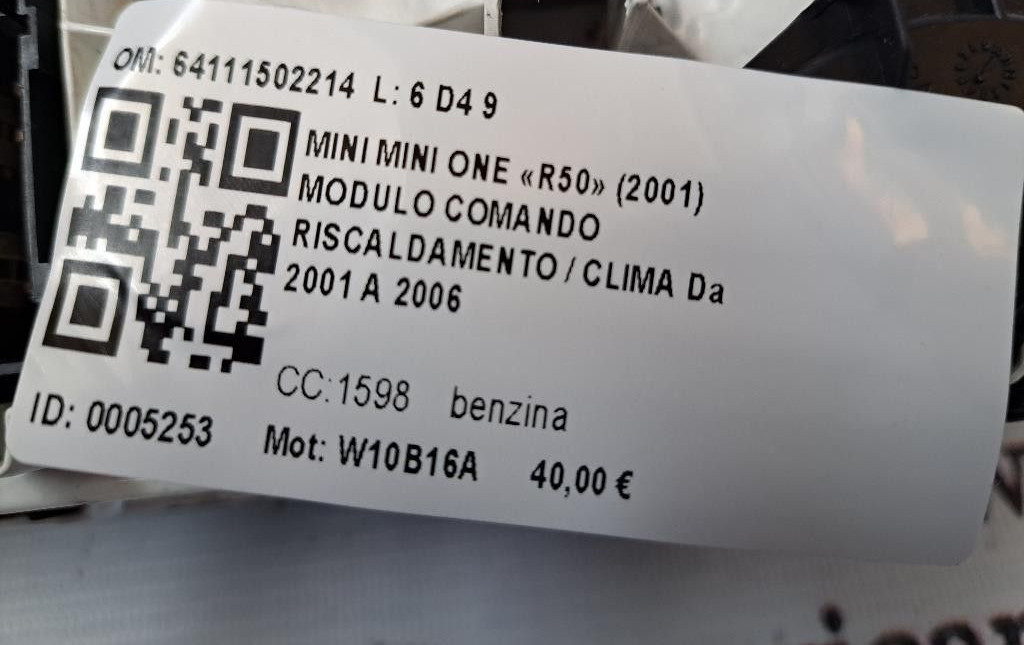 OM: 64111502214 L: 6 D4 9
MINI MINI ONE «R50» (2001)
MODULO COMANDO
RISCALDAMENTO / CLIMA Da
2001 A 2006
CC:1598 benzina
ID: 0005253 Mot: W10B16A 40,00 €